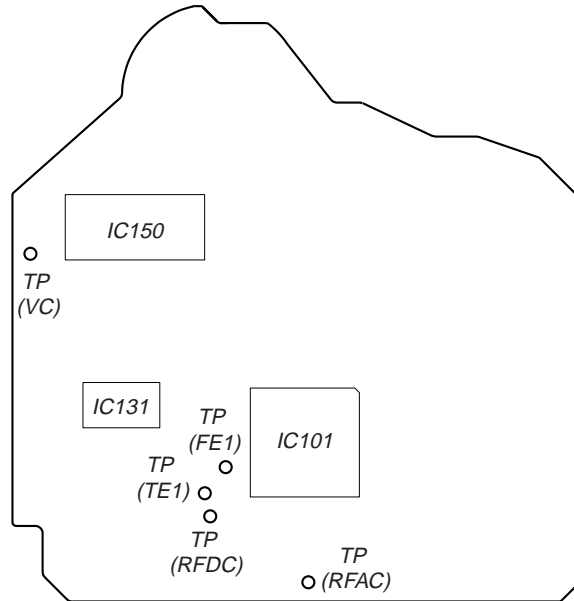 IC150
TP
(VC)
IC131
TP
(FE1)
IC101
TP
(TE1)
TP
(RFDC)
TP
(RFAC)